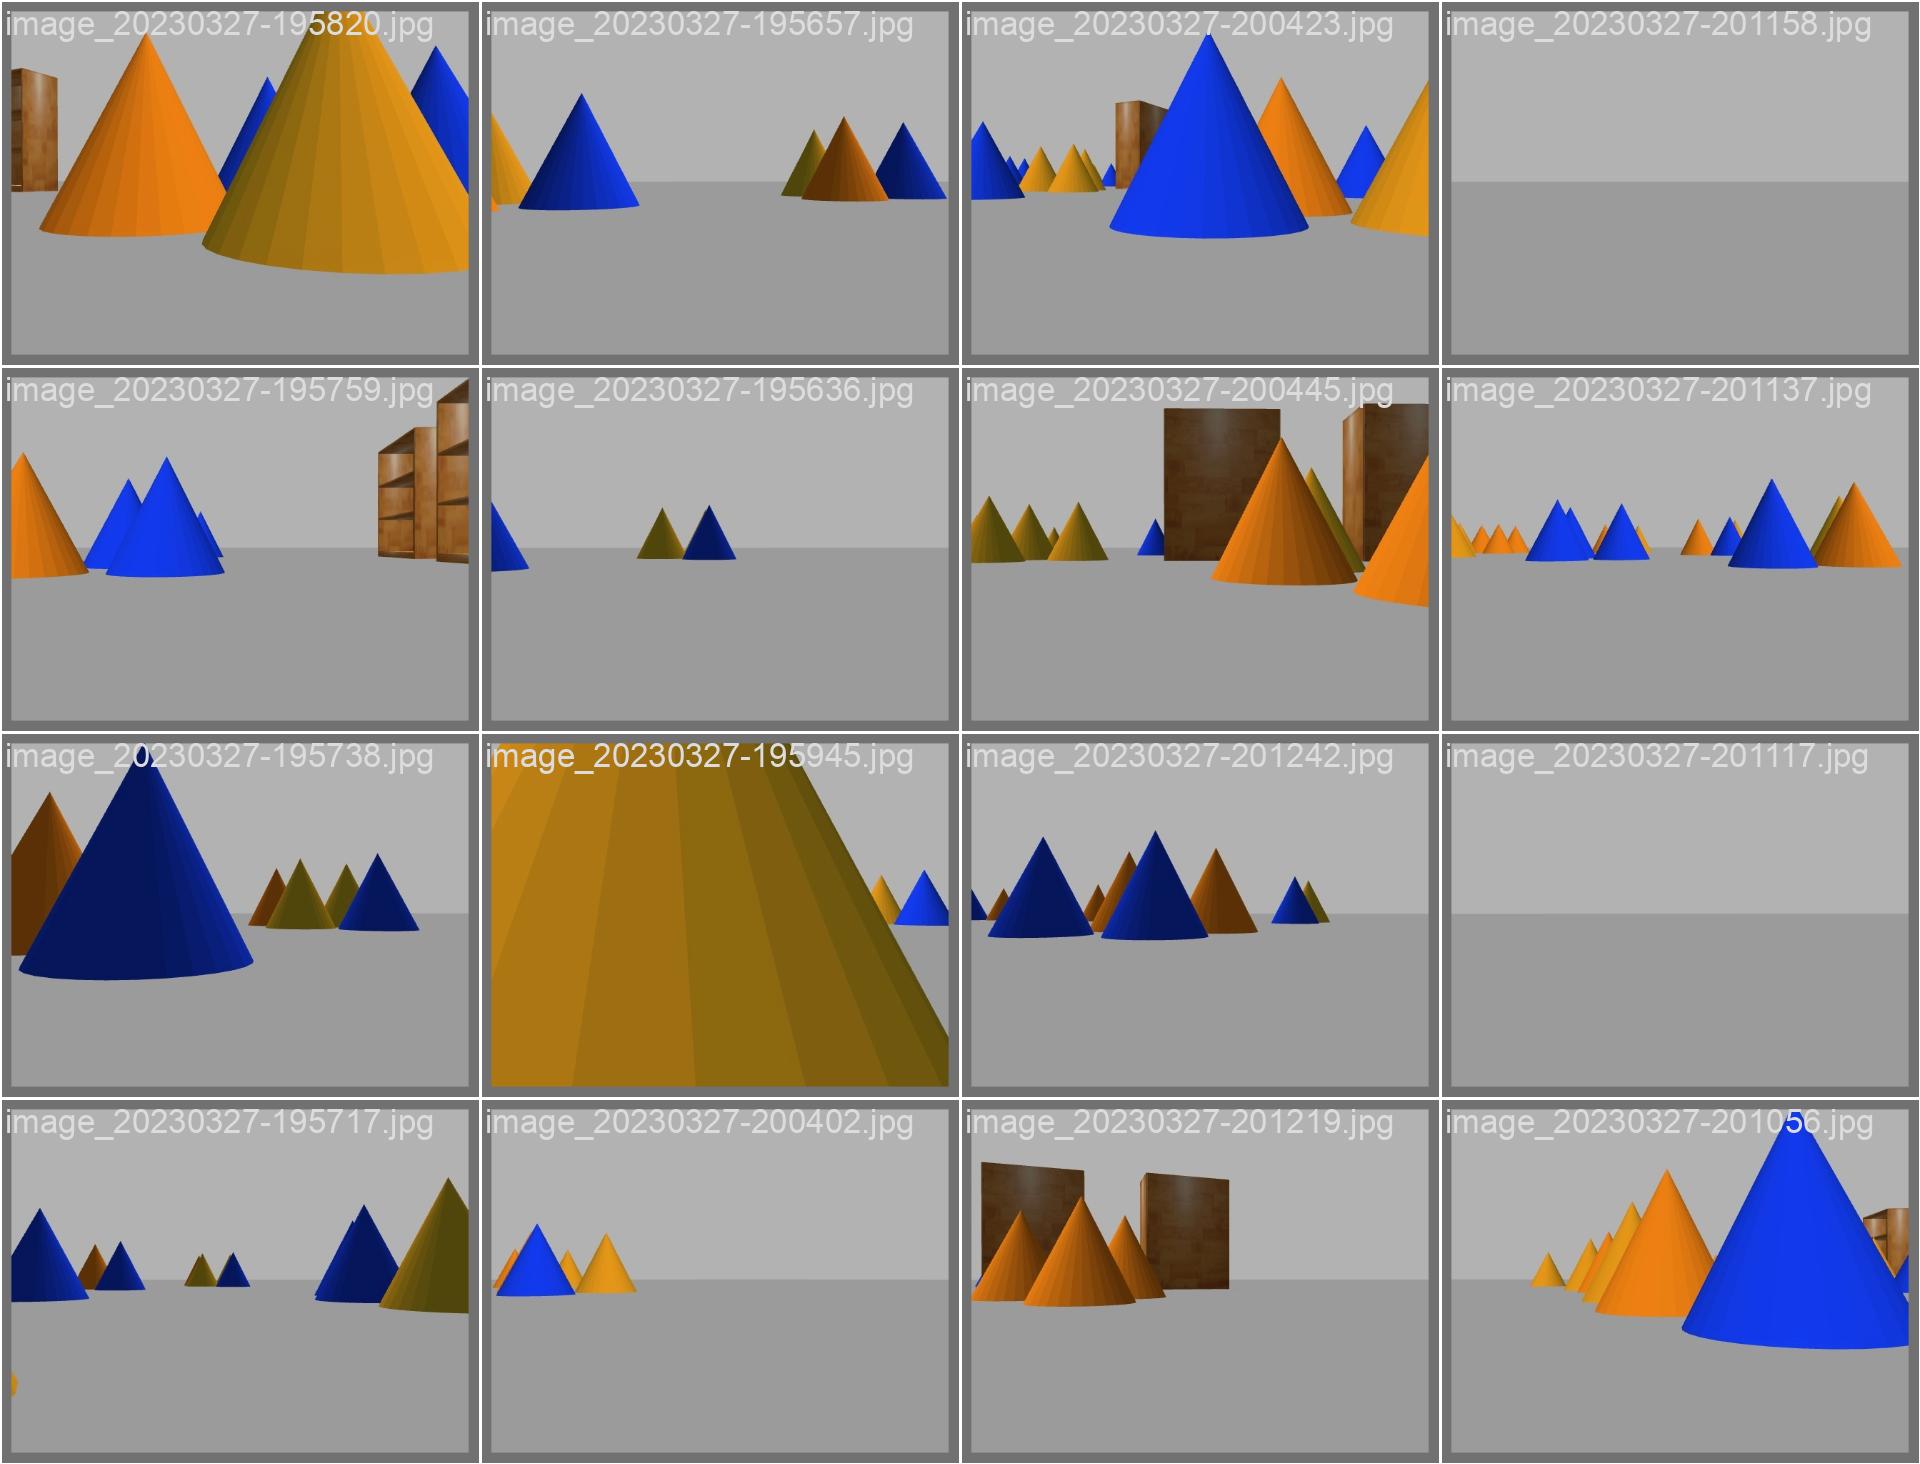 image_20230327-195820.jpg
image_20230327-195657.jpg
image_20230327-200423.jpg
image_20230327-201158.jpg
image_20230327-195759.jpg
image_20230327-195636.jpg
image_20230327-200445.jpg
image_20230327-201137.jpg
image_20230327-195738.jpg
image_20230327-195945.jpg
image_20230327-201242.jpg
image_20230327-201117.jpg
image_20230327-195717.jpg
image_20230327-200402.jpg
image_20230327-201219.jpg
image_20230327-201056.jpg